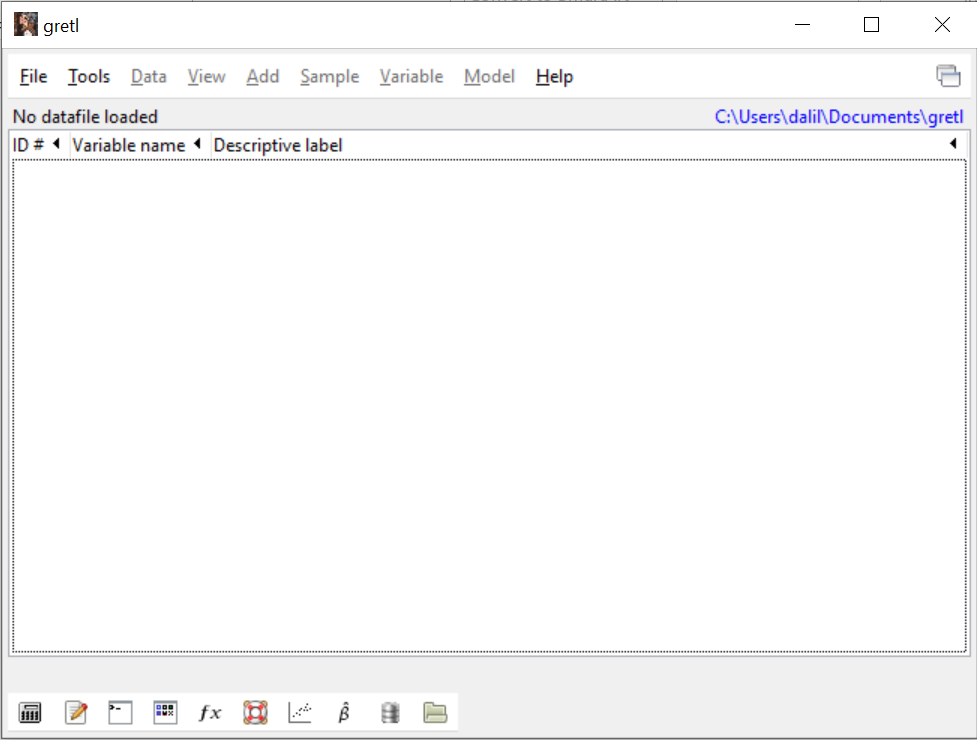 gretl
File Tools Data View Add Sample Variable Model Help
No datafile loaded C:\Users\dalil\Documents\gretl
ID # Variable name Descriptive label
fx β̂